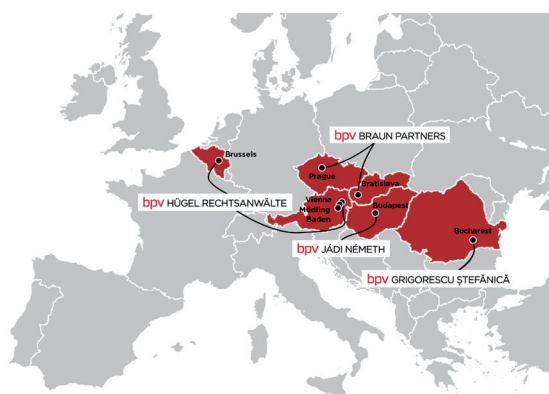 bpv BRAUN PARTNERS
Brussels
Prague
Bratislava
bpv HÜGEL RECHTSANWÄLTE
Vienna
Mödling
Baden
Budapest
bpv JÁDI NÉMETH
Bucharest
bpv GRIGORESCU ŞTEFĂNICĂ